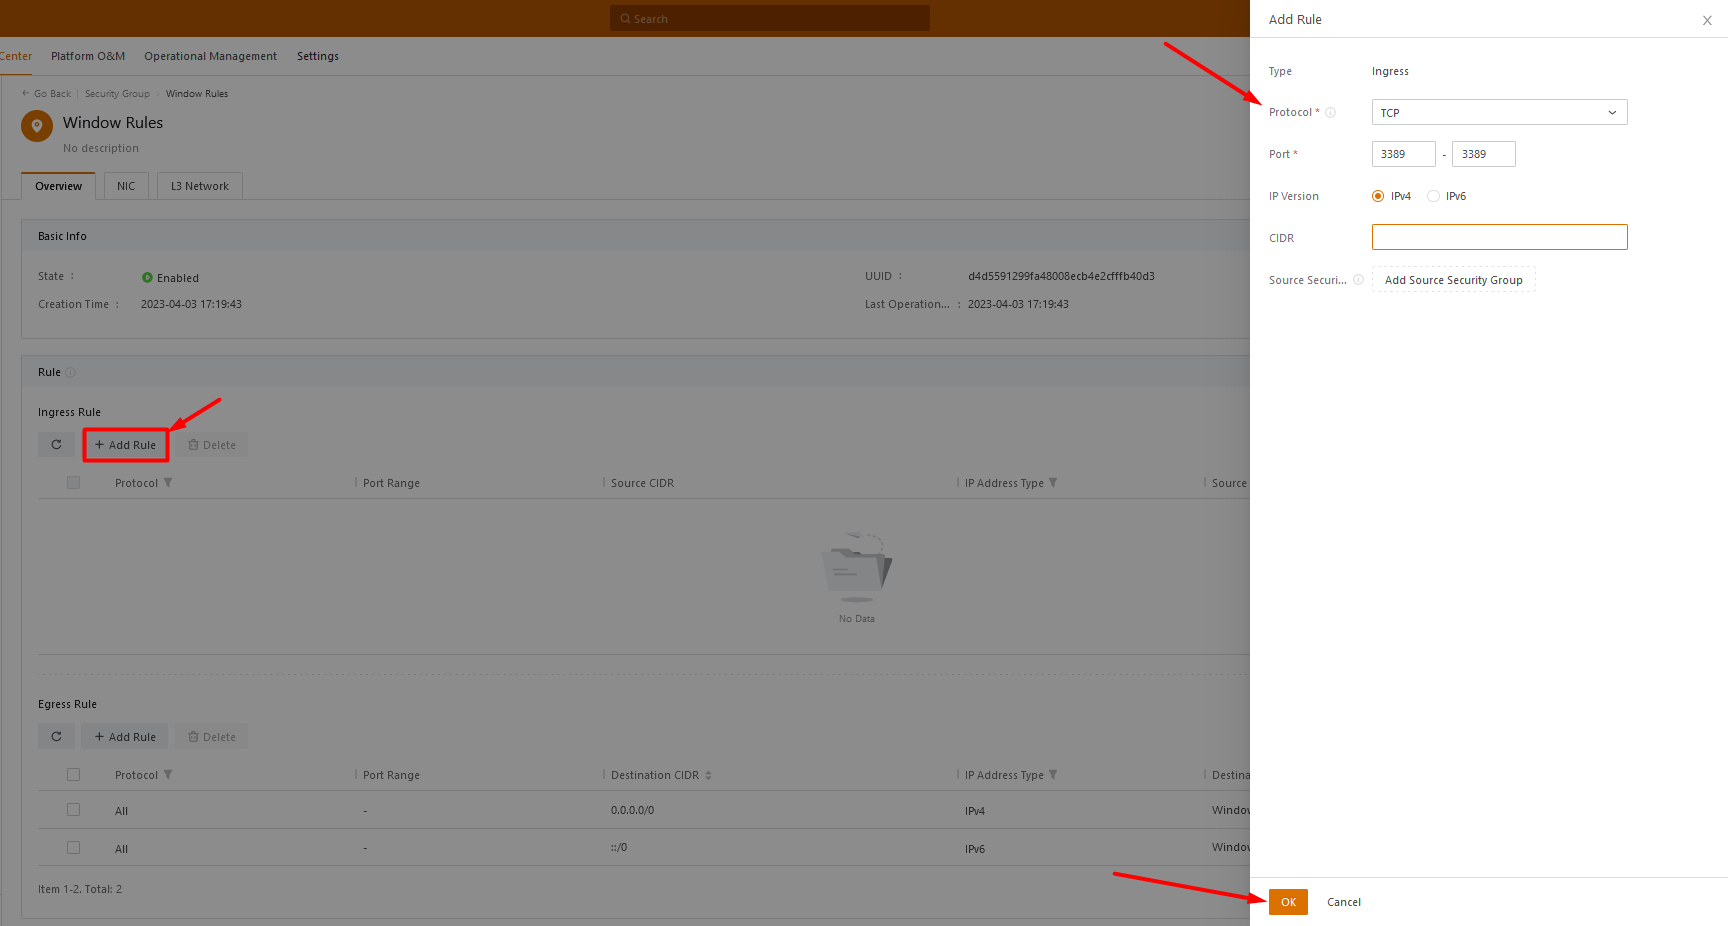 Search
Center Platform O&M Operational Management Settings
Go Back Security Group Window Rules
Window Rules
No description
Overview NIC L3 Network
Basic Info
State : Enabled UUID : d4d5591299fa48008ecb4e2cfffb40d3
Creation Time : 2023-04-03 17:19:43 Last Operation... : 2023-04-03 17:19:43
Rule
Ingress Rule
+ Add Rule Delete
Protocol Port Range Source CIDR IP Address Type Source
No Data
Egress Rule
+ Add Rule Delete
Protocol Port Range Destination CIDR IP Address Type Destina
All - 0.0.0.0/0 IPv4 Windov
All - ::/0 IPv6 Windov
Item 1-2. Total: 2
Add Rule
Type Ingress
Protocol * TCP
Port * 3389 - 3389
IP Version IPv4 IPv6
CIDR
Source Securi... Add Source Security Group
OK Cancel